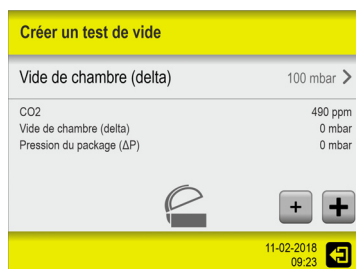 Créer un test de vide
Vide de chambre (delta) 100 mbar
CO2 490 ppm
Vide de chambre (delta) 0 mbar
Pression du package (ΔP) 0 mbar
11-02-2018
09:23